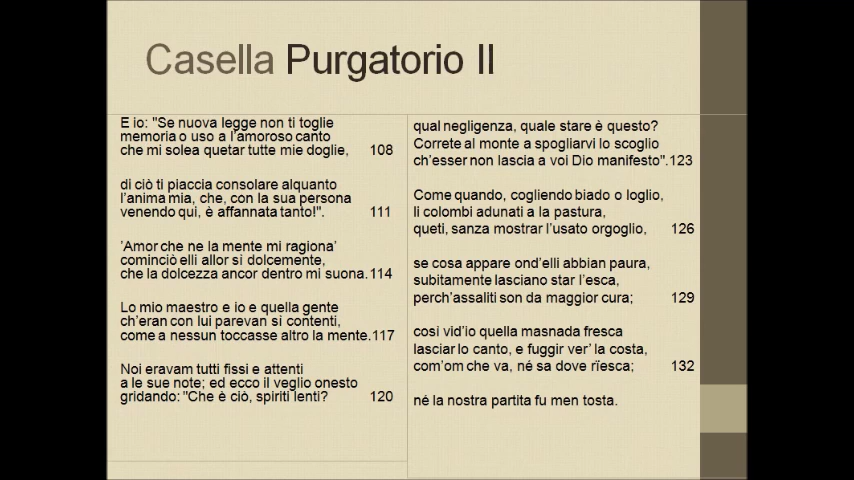 Casella Purgatorio II
E io: "Se nuova legge non ti toglie
memoria o uso a l'amoroso canto
che mi solea quetar tutte mie doglie, 108
di ciò ti piaccia consolare alquanto
l'anima mia, che, con la sua persona
venendo qui, è affannata tanto!". 111
'Amor che ne la mente mi ragiona'
cominciò elli allor sì dolcemente,
che la dolcezza ancor dentro mi suona. 114
Lo mio maestro e io e quella gente
ch'eran con lui parevan sì contenti,
come a nessun toccasse altro la mente. 117
Noi eravam tutti fissi e attenti
a le sue note; ed ecco il veglio onesto
gridando: "Che è ciò, spiriti lenti? 120
qual negligenza, quale stare è questo?
Correte al monte a spogliarvi lo scoglio
ch'esser non lascia a voi Dio manifesto". 123
Come quando, cogliendo biado o loglio,
li colombi adunati a la pastura,
queti, sanza mostrar l'usato orgoglio, 126
se cosa appare ond'elli abbian paura,
subitamente lasciano star l'esca,
perch'assaliti son da maggior cura; 129
così vid'io quella masnada fresca
lasciar lo canto, e fuggir ver' la costa,
com'om che va, né sa dove rïesca; 132
né la nostra partita fu men tosta.